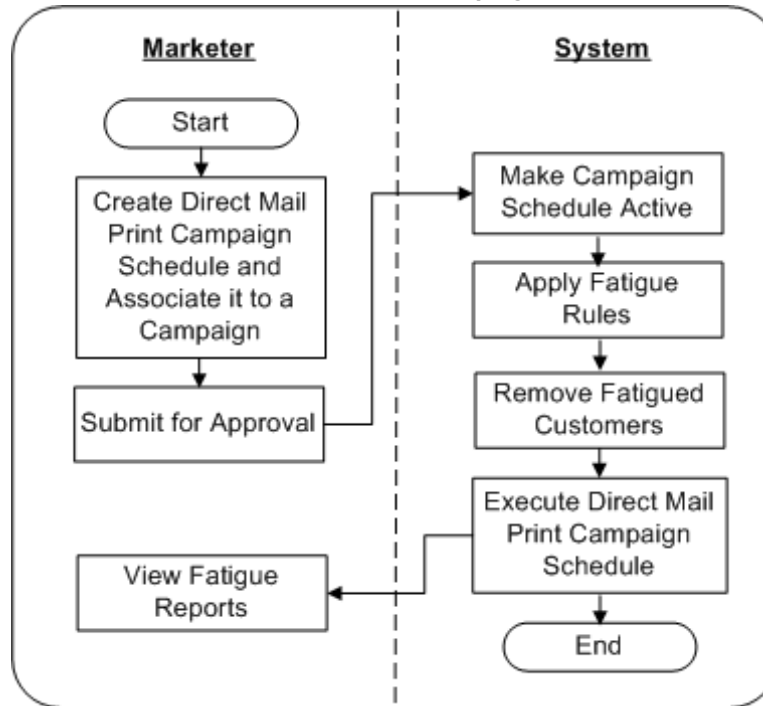 Marketer
Start
Create Direct Mail
Print Campaign
Schedule and
Associate it to a
Campaign
Submit for Approval
View Fatigue
Reports
System
Make Campaign
Schedule Active
Apply Fatigue
Rules
Remove Fatigued
Customers
Execute Direct Mail
Print Campaign
Schedule
End